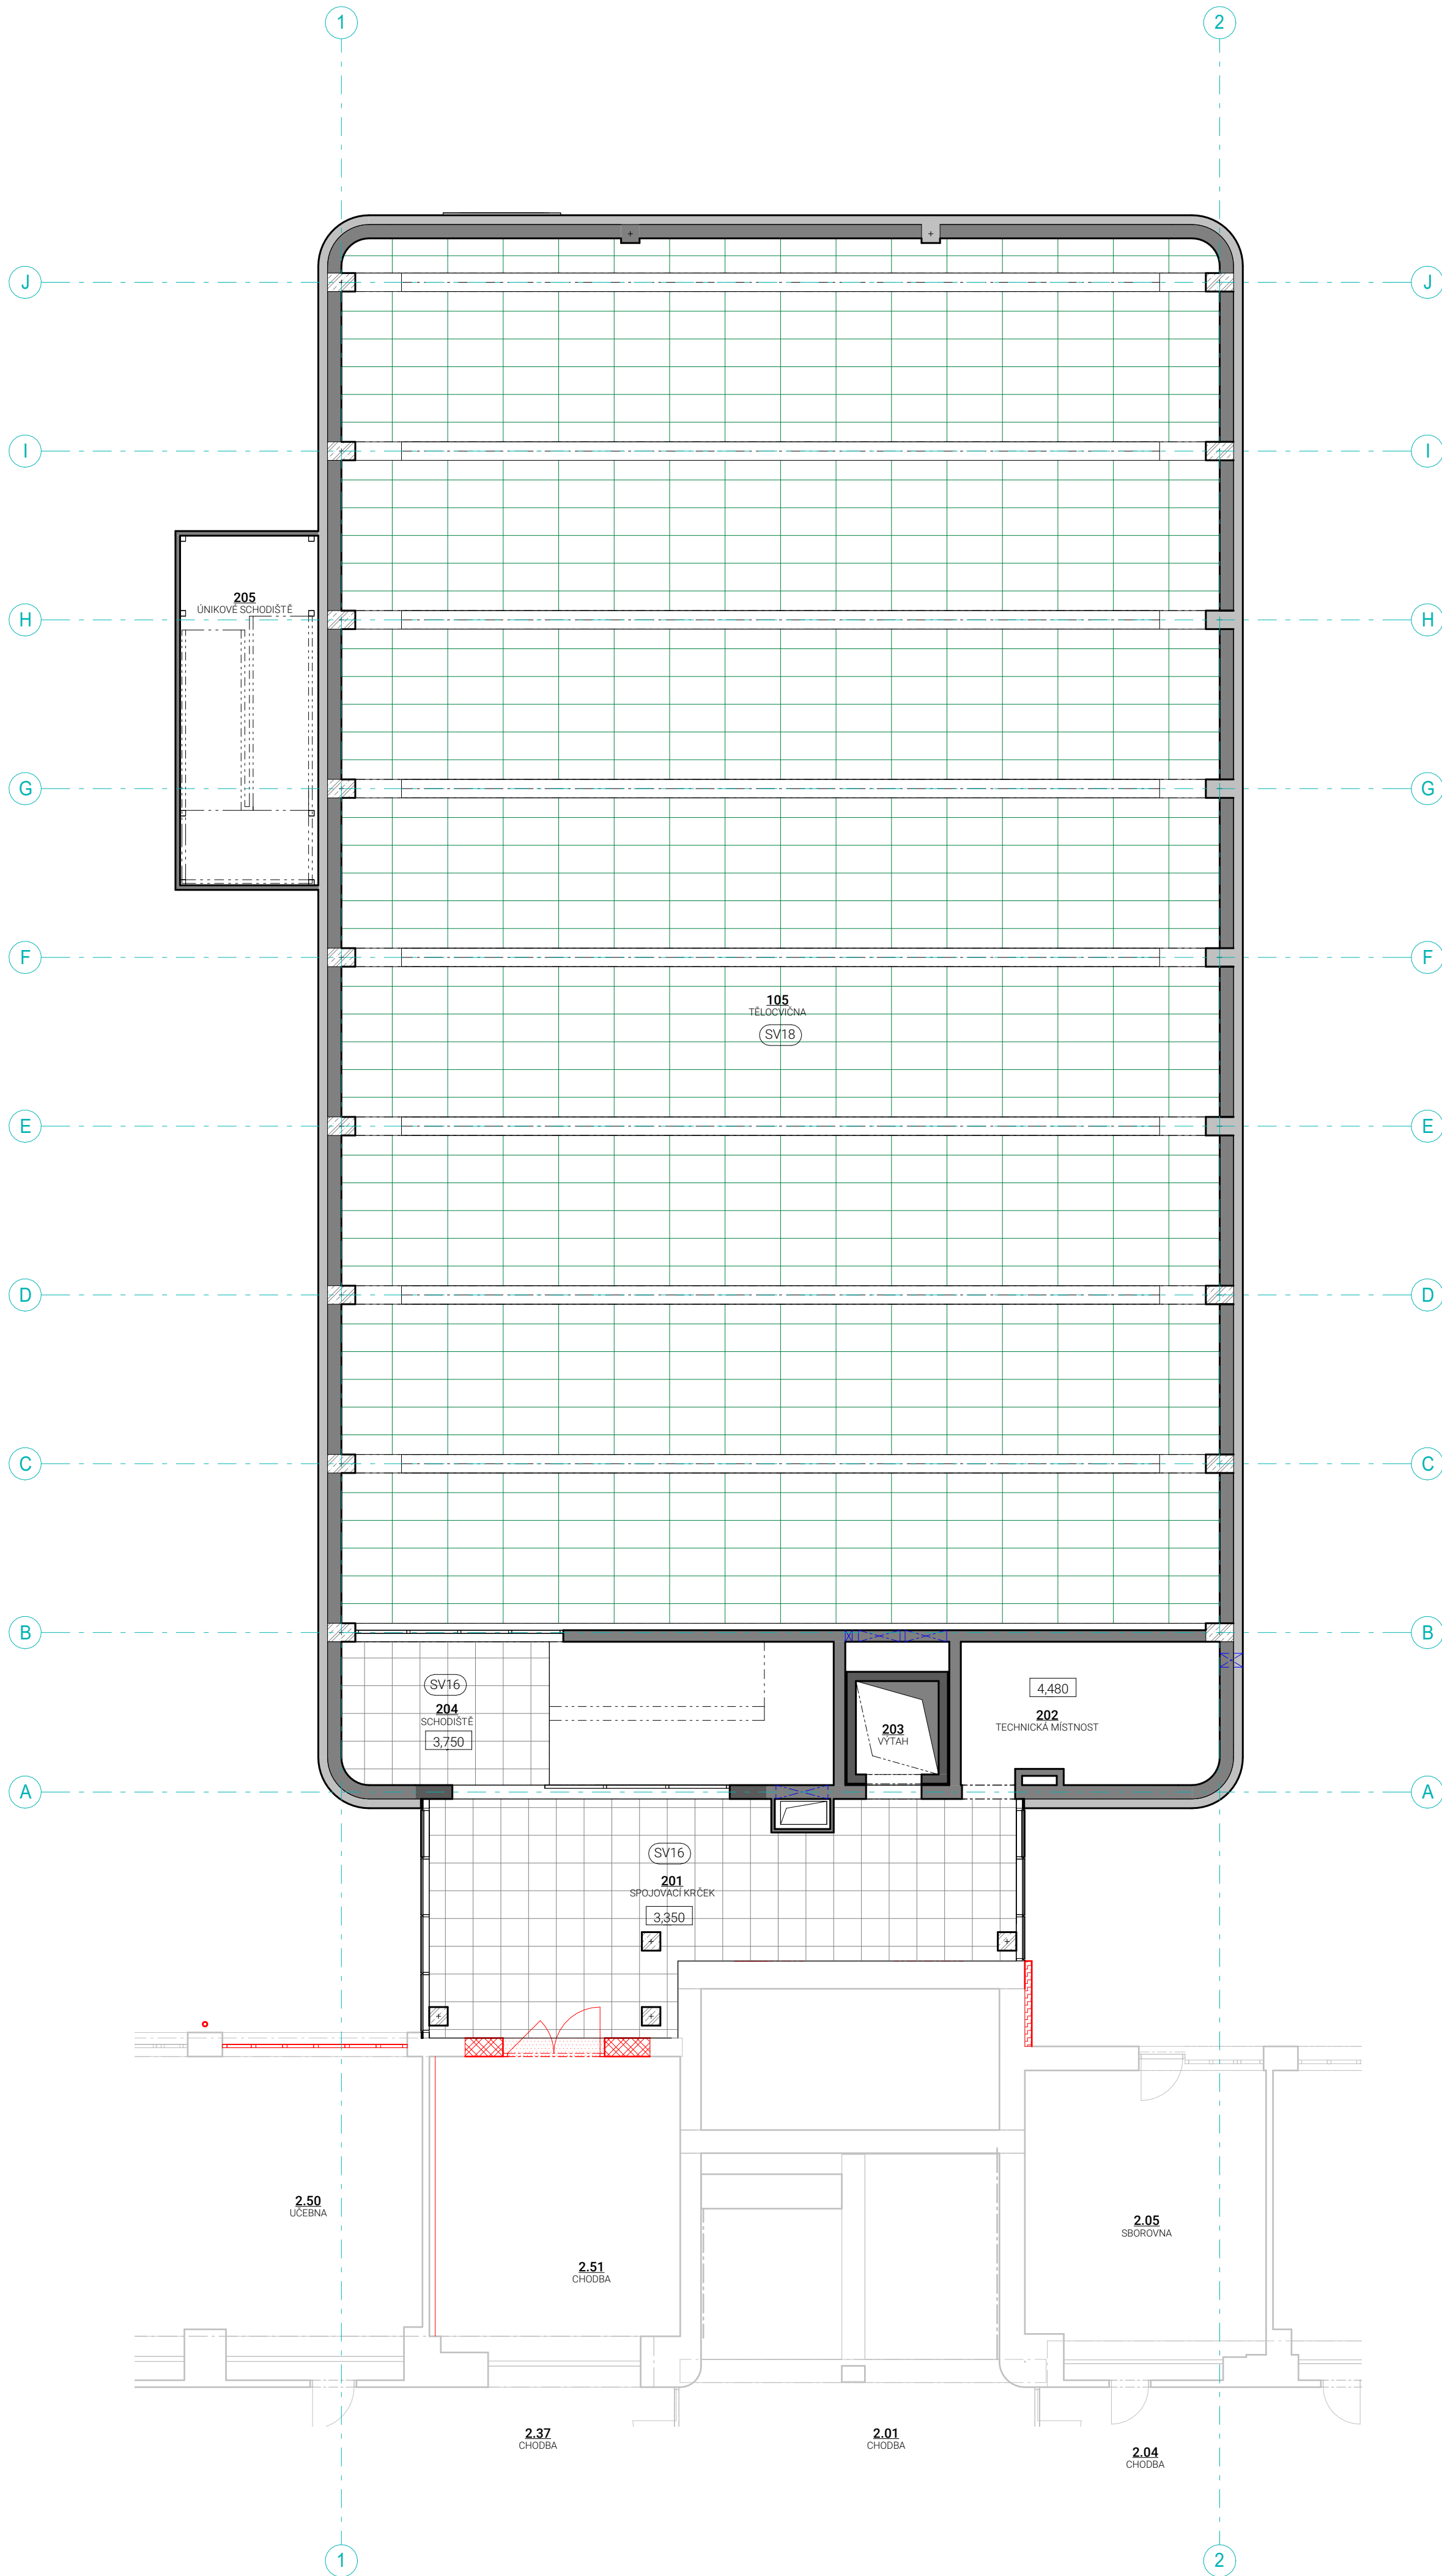 1
2
J
J
I
I
205
ÚNIKOVÉ SCHODIŠTĚ
H
H
G
G
F
F
105
TĚLOCVIČNA
SV18
E
E
D
D
C
C
B
B
SV16
204
SCHODIŠTĚ
3,750
203
VÝTAH
4,480
202
TECHNICKÁ MÍSTNOST
A
A
SV16
201
SPOJOVACÍ KRČEK
3,350
2.50
UČEBNA
2.51
CHODBA
2.05
SBOROVNA
2.37
CHODBA
2.01
CHODBA
2.04
CHODBA
1
2